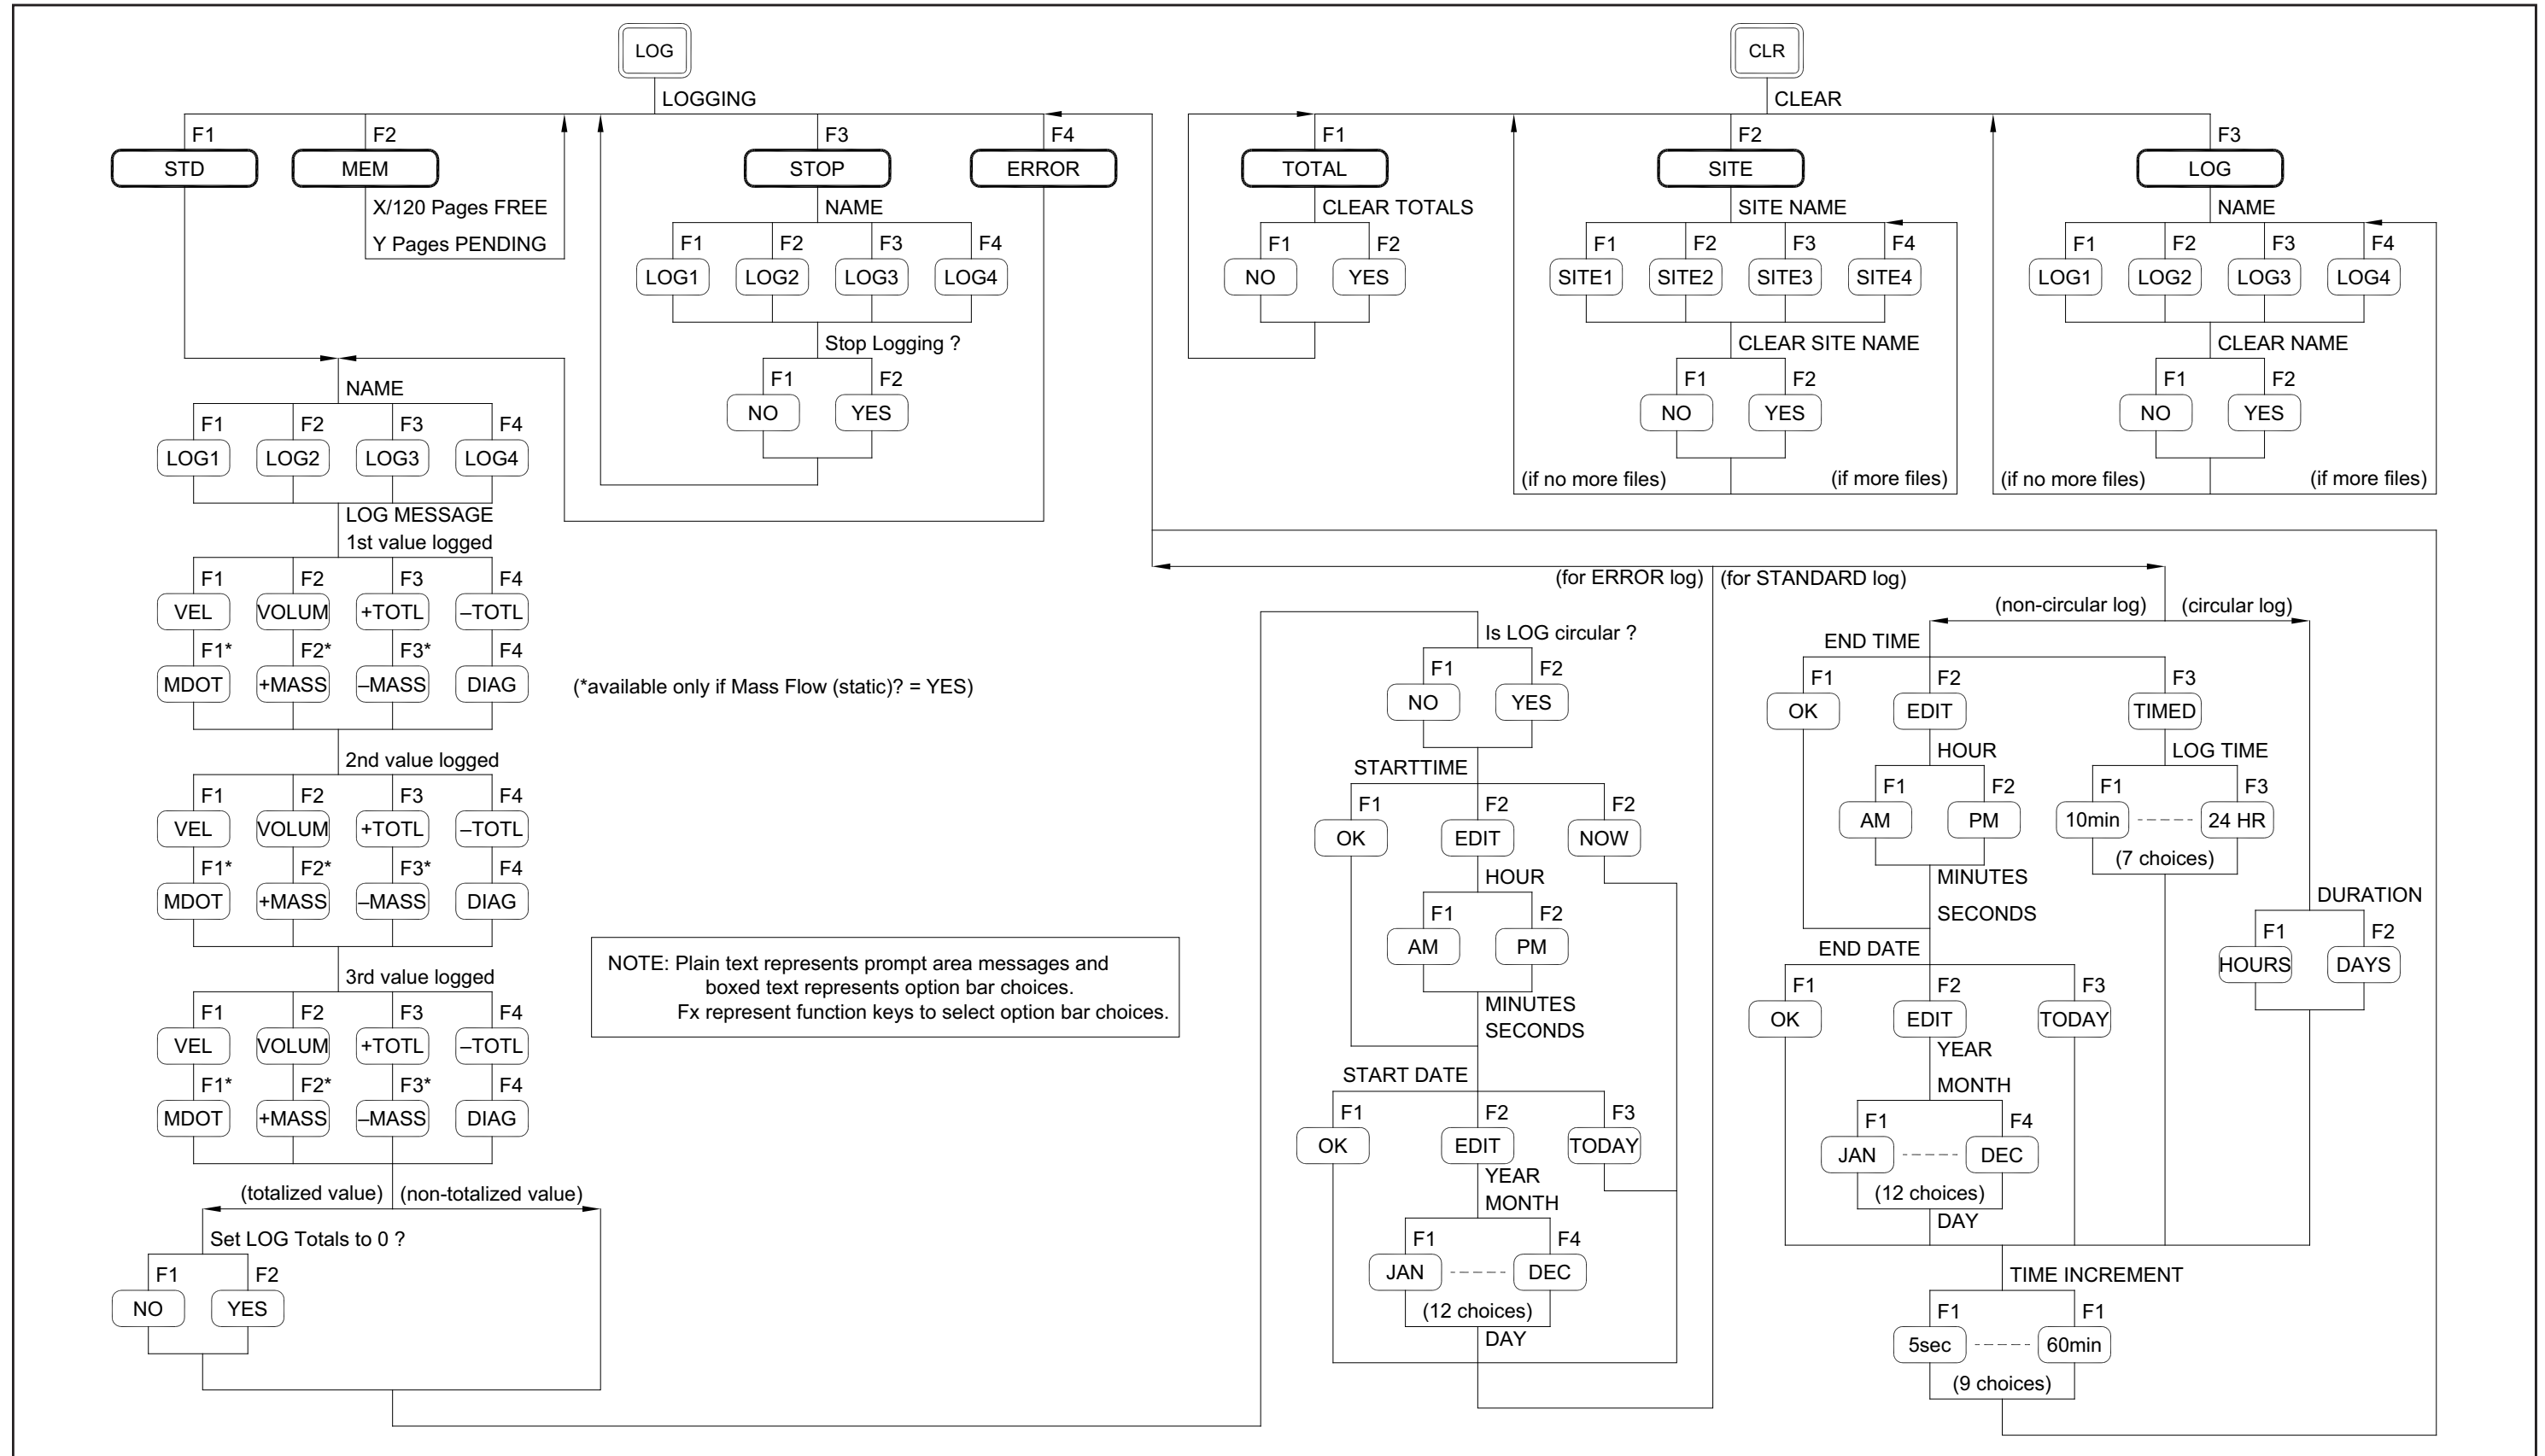 LOG
LOGGING
F1
STD
F2
MEM
X/120 Pages FREE
Y Pages PENDING
F3
STOP
F4
ERROR
NAME
F1 F2 F3 F4
LOG1 LOG2 LOG3 LOG4
Stop Logging ?
F1 F2
NO YES
NAME
F1 F2 F3 F4
LOG1 LOG2 LOG3 LOG4
LOG MESSAGE
1st value logged
F1 F2 F3 F4
VEL VOLUM +TOTL –TOTL
F1* F2* F3* F4
MDOT +MASS –MASS DIAG
(*available only if Mass Flow (static)? = YES)
2nd value logged
F1 F2 F3 F4
VEL VOLUM +TOTL –TOTL
F1* F2* F3* F4
MDOT +MASS –MASS DIAG
3rd value logged
F1 F2 F3 F4
VEL VOLUM +TOTL –TOTL
F1* F2* F3* F4
MDOT +MASS –MASS DIAG
(totalized value) (non-totalized value)
Set LOG Totals to 0 ?
F1 F2
NO YES
NOTE: Plain text represents prompt area messages and
boxed text represents option bar choices.
Fx represent function keys to select option bar choices.
CLR
CLEAR
F1
TOTAL
CLEAR TOTALS
F1 F2
NO YES
F2
SITE
SITE NAME
F1 F2 F3 F4
SITE1 SITE2 SITE3 SITE4
CLEAR SITE NAME
F1 F2
NO YES
(if no more files) (if more files)
F3
LOG
NAME
F1 F2 F3 F4
LOG1 LOG2 LOG3 LOG4
CLEAR NAME
F1 F2
NO YES
(if no more files) (if more files)
(for ERROR log) (for STANDARD log)
Is LOG circular ?
F1 F2
NO YES
STARTTIME
F1 F2 F2
OK EDIT NOW
HOUR
F1 F2
AM PM
MINUTES
SECONDS
START DATE
F1 F2 F3
OK EDIT TODAY
YEAR
MONTH
F1 F4
JAN DEC
(12 choices)
DAY
(non-circular log) (circular log)
END TIME
F1 F2 F3
OK EDIT TIMED
HOUR
F1 F2
AM PM
MINUTES
SECONDS
LOG TIME
F1 F3
10min 24 HR
(7 choices)
DURATION
F1 F2
HOURS DAYS
END DATE
F1 F2 F3
OK EDIT TODAY
YEAR
MONTH
F1 F4
JAN DEC
(12 choices)
DAY
TIME INCREMENT
F1 F1
5sec 60min
(9 choices)